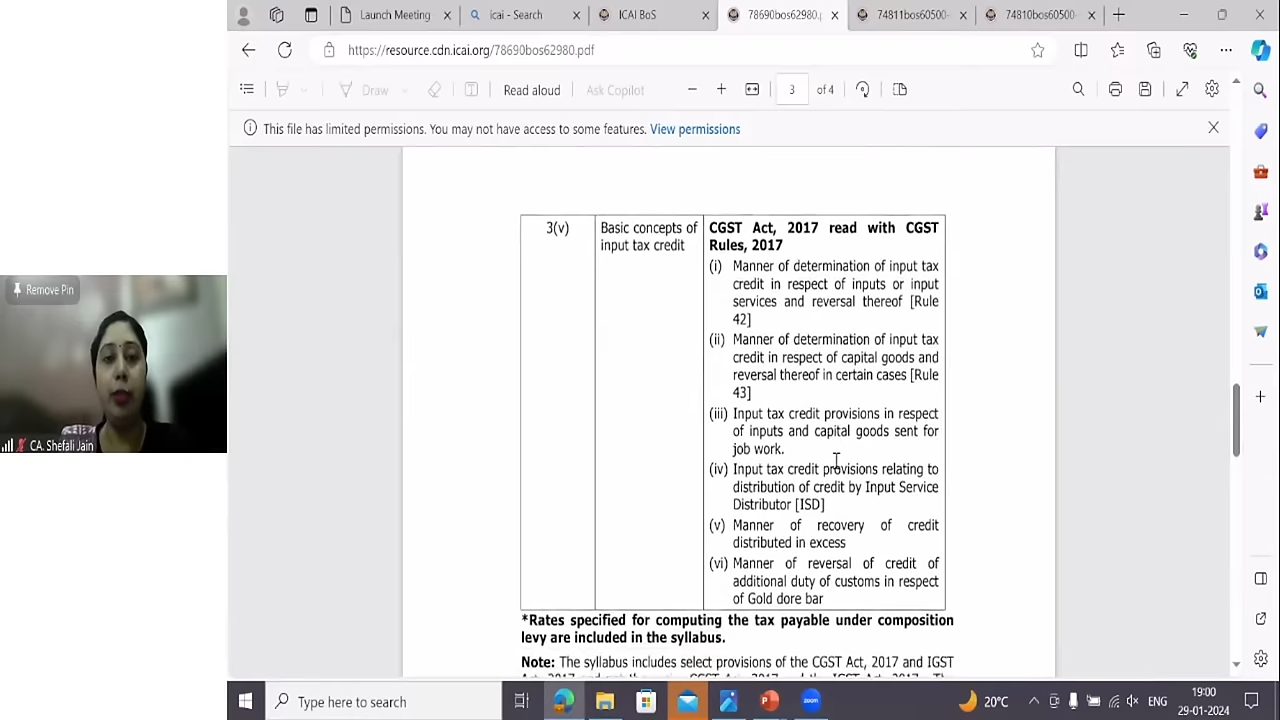 Launch Meeting
icai - Search
ICAI BoS
78690bos62980.
74811bos60500-
74810bos60500-
https://resource.cdn.icai.org/78690bos62980.pdf
Draw
Read aloud
Ask Copilot
3
of 4
This file has limited permissions. You may not have access to some features. View permissions
3(v)
Basic concepts of
input tax credit
CGST Act, 2017 read with CGST
Rules, 2017
(i) Manner of determination of input tax
credit in respect of inputs or input
services and reversal thereof [Rule
42]
(ii) Manner of determination of input tax
credit in respect of capital goods and
reversal thereof in certain cases [Rule
43]
(iii) Input tax credit provisions in respect
of inputs and capital goods sent for
job work.
(iv) Input tax credit provisions relating to
distribution of credit by Input Service
Distributor [ISD]
(v) Manner of recovery of credit
distributed in excess
(vi) Manner of reversal of credit of
additional duty of customs in respect
of Gold dore bar
*Rates specified for computing the tax payable under composition
levy are included in the syllabus.
Note: The syllabus includes select provisions of the CGST Act, 2017 and IGST
Remove Pin
CA. Shefali Jain
Type here to search
zoom
20°C
ENG
19:00
29-01-2024